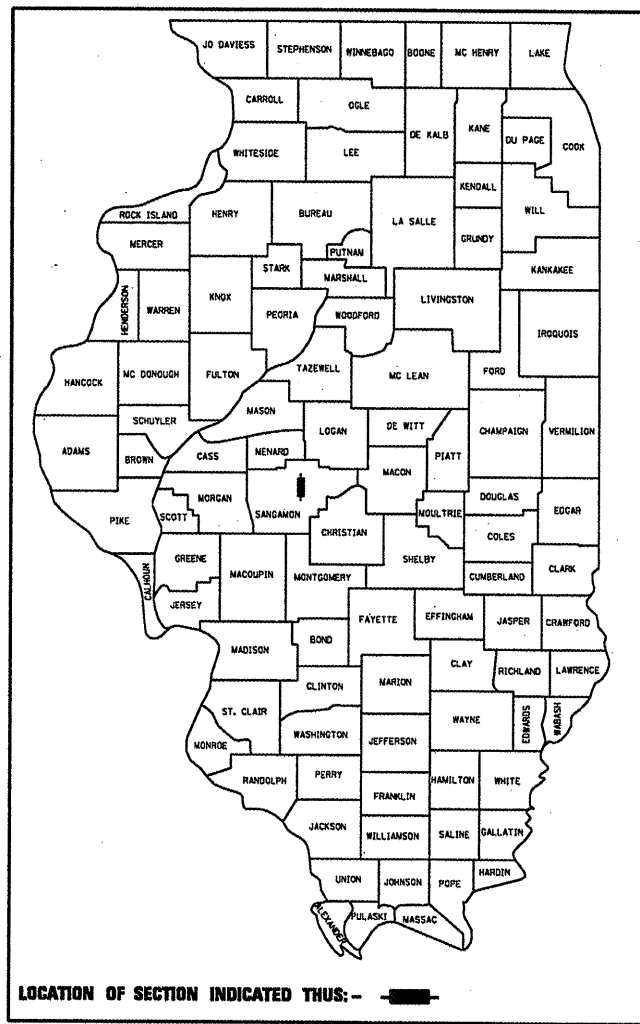 JO DAVIESS STEPHENSON WINNEBAGO BOONE MC HENRY LAKE
CARROLL OGLE DE KALB KANE DU PAGE COOK
WHITESIDE LEE
KENDALL
ROCK ISLAND HENRY BUREAU LA SALLE WILL
MERCER PUTNAM GRUNDY
STARK MARSHALL KANKAKEE
HENDERSON WARREN KNOX PEORIA WOODFORD LIVINGSTON IROQUOIS
HANCOCK MC DONOUGH FULTON TAZEWELL MC LEAN FORD
SCHUYLER MASON LOGAN DE WITT CHAMPAIGN VERMILION
ADAMS BROWN CASS MENARD MACON PIATT
PIKE SCOTT MORGAN SANGAMON MOULTRIE DOUGLAS EDGAR
CHRISTIAN COLES
GREENE SHELBY
CALHOUN MACOUPIN MONTGOMERY CUMBERLAND CLARK
JERSEY
FAYETTE EFFINGHAM JASPER CRAWFORD
MADISON BOND
CLAY RICHLAND LAWRENCE
CLINTON MARION
ST. CLAIR WAYNE EDWARDS WABASH
MONROE WASHINGTON JEFFERSON
RANDOLPH PERRY HAMILTON WHITE
FRANKLIN
JACKSON WILLIAMSON SALINE GALLATIN
UNION JOHNSON POPE HARDIN
ALEXANDER PULASKI MASSAC
LOCATION OF SECTION INDICATED THUS: -